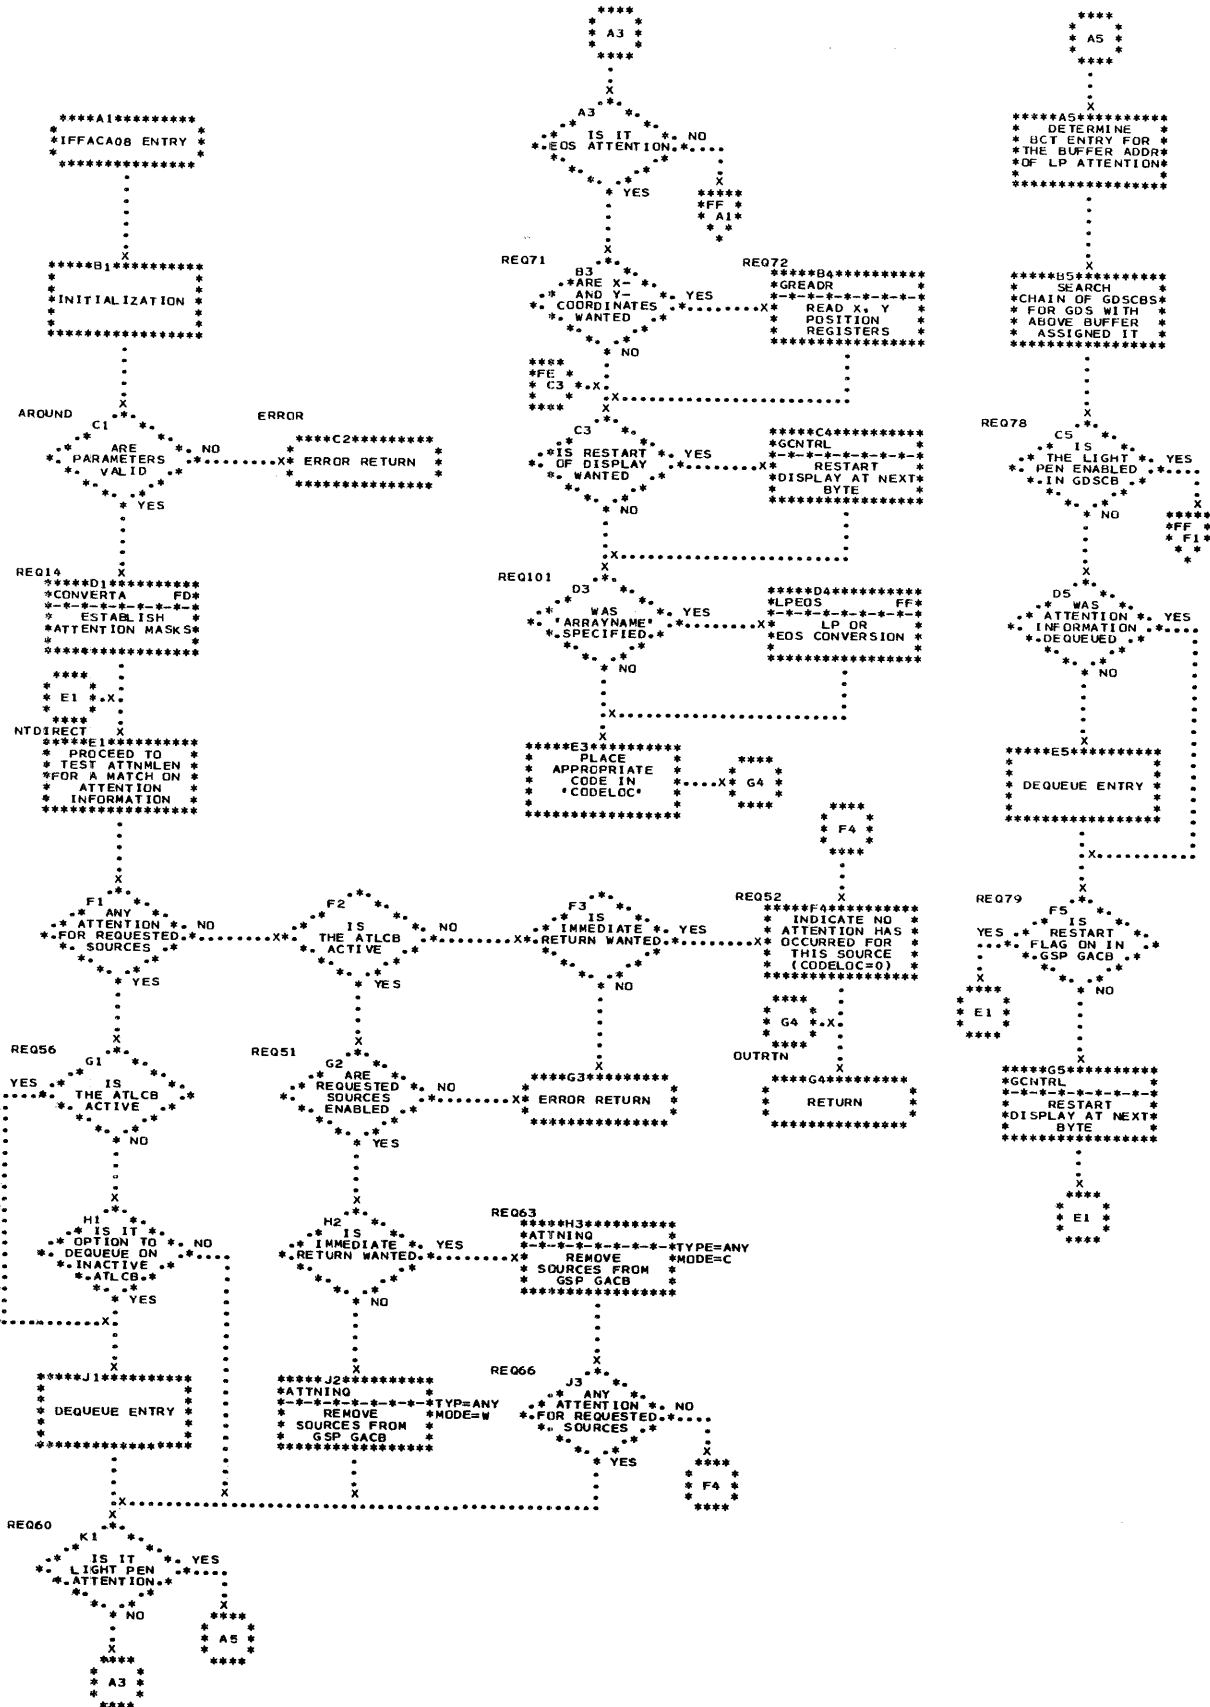 A1
IFFACA08 ENTRY
B1
INITIALIZATION
AROUND
C1
ARE
PARAMETERS
VALID
NO
YES
ERROR
C2
ERROR RETURN
REQ14
D1
CONVERTA FD
ESTABLISH
ATTENTION MASKS
E1
NTDIRECT
E1
PROCEED TO
TEST ATTNMLEN
FOR A MATCH ON
ATTENTION
INFORMATION
F1
ANY
ATTENTION
FOR REQUESTED
SOURCES
NO
YES
F2
IS
THE ATLCB
ACTIVE
NO
YES
F3
IS
IMMEDIATE
RETURN WANTED
YES
NO
F4
REQ52
F4
INDICATE NO
ATTENTION HAS
OCCURRED FOR
THIS SOURCE
(CODELOC=0)
G4
OUTRTN
G4
RETURN
REQ56
G1
IS
THE ATLCB
ACTIVE
YES
NO
REQ51
G2
ARE
REQUESTED
SOURCES
ENABLED
NO
YES
G3
ERROR RETURN
H1
IS IT
OPTION TO
DEQUEUE ON
INACTIVE
ATLCB
NO
YES
H2
IS
IMMEDIATE
RETURN WANTED
YES
NO
REQ63
H3
ATTNINQ
REMOVE
SOURCES FROM
GSP GACB
TYPE=ANY
MODE=C
J1
DEQUEUE ENTRY
J2
ATTNINQ
REMOVE
SOURCES FROM
GSP GACB
TYP=ANY
MODE=W
REQ66
J3
ANY
ATTENTION
FOR REQUESTED
SOURCES
NO
YES
F4
REQ60
K1
IS IT
LIGHT PEN
ATTENTION
YES
NO
A5
A3
A3
A3
IS IT
EOS ATTENTION
NO
YES
FF
A1
REQ71
B3
ARE X-
AND Y-
COORDINATES
WANTED
YES
NO
REQ72
B4
GREADR
READ X, Y
POSITION
REGISTERS
FE
C3
C3
IS RESTART
OF DISPLAY
WANTED
YES
NO
C4
GCNTRL
RESTART
DISPLAY AT NEXT
BYTE
REQ101
D3
WAS
'ARRAYNAME'
SPECIFIED
YES
NO
D4
LPEOS FF
LP OR
EOS CONVERSION
E3
PLACE
APPROPRIATE
CODE IN
'CODELOC'
G4
A5
A5
DETERMINE
BCT ENTRY FOR
THE BUFFER ADDR
OF LP ATTENTION
B5
SEARCH
CHAIN OF GDSCBS
FOR GDS WITH
ABOVE BUFFER
ASSIGNED IT
REQ78
C5
IS
THE LIGHT
PEN ENABLED
IN GDSCB
YES
NO
FF
F1
D5
WAS
ATTENTION
INFORMATION
DEQUEUED
YES
NO
E5
DEQUEUE ENTRY
REQ79
F5
IS
RESTART
FLAG ON IN
GSP GACB
YES
NO
E1
G5
GCNTRL
RESTART
DISPLAY AT NEXT
BYTE
E1